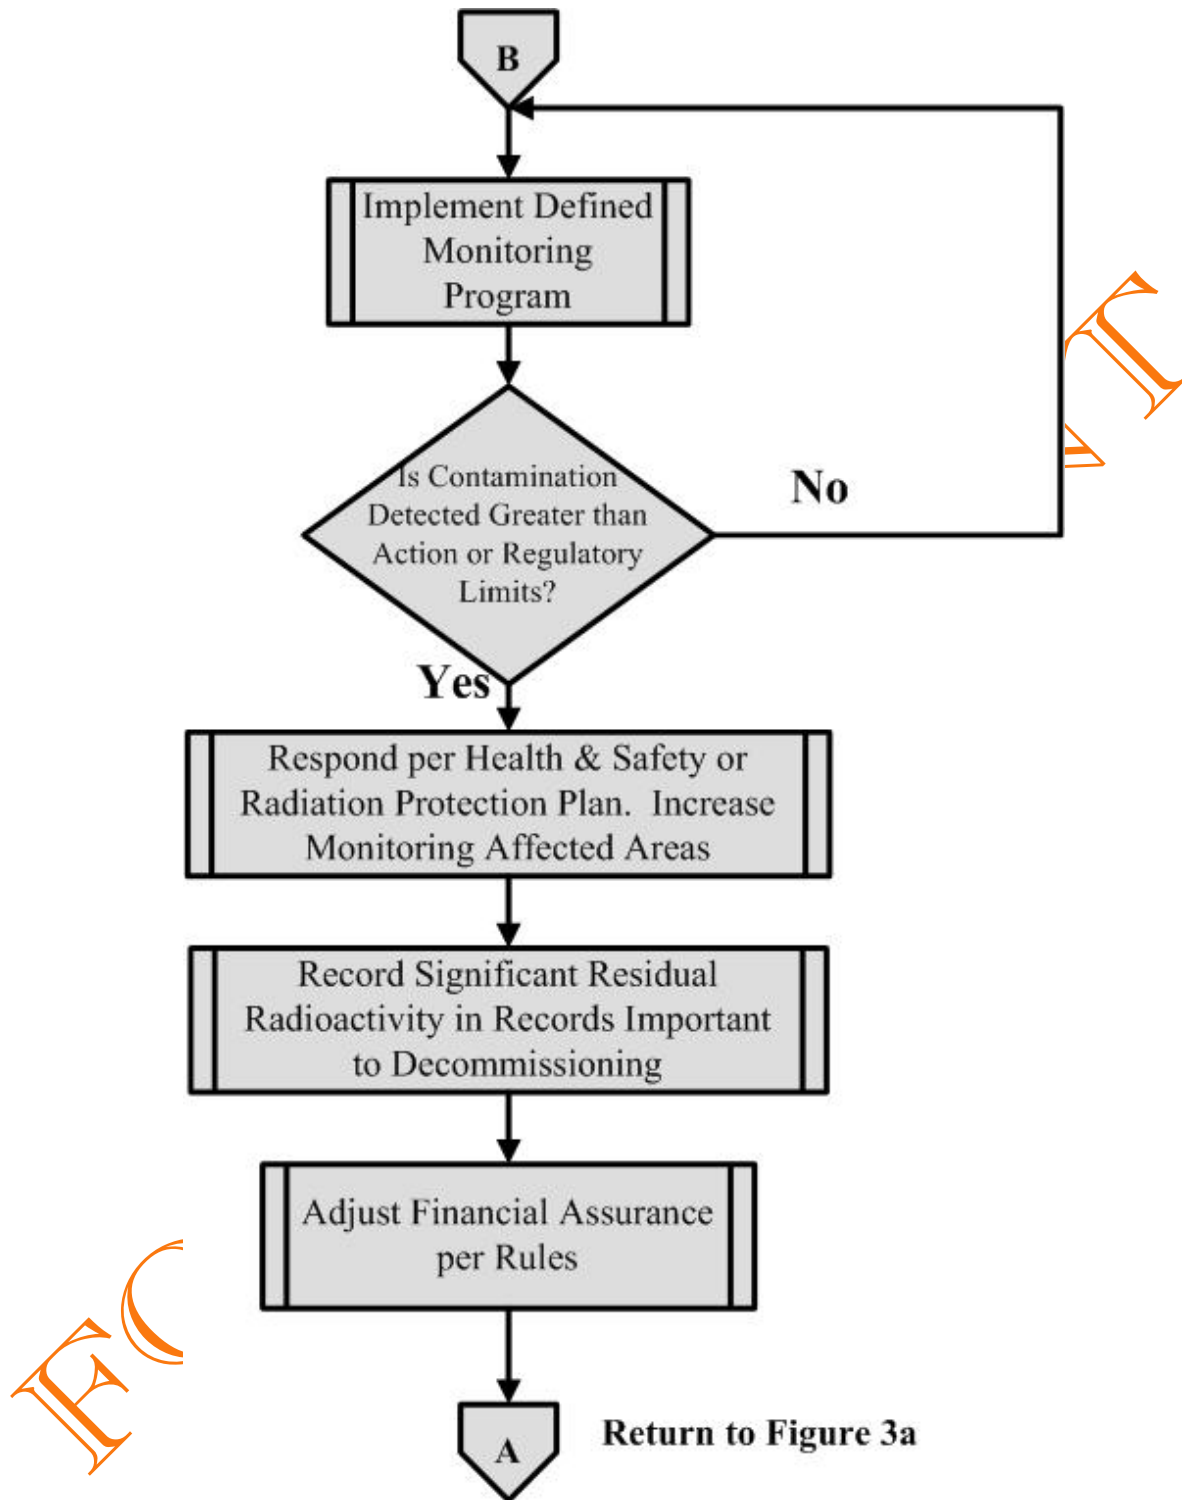 B
Implement Defined
Monitoring
Program
Is Contamination
Detected Greater than
Action or Regulatory
Limits?
No
Yes
Respond per Health & Safety or
Radiation Protection Plan.  Increase
Monitoring Affected Areas
Record Significant Residual
Radioactivity in Records Important
to Decommissioning
Adjust Financial Assurance
per Rules
A
Return to Figure 3a